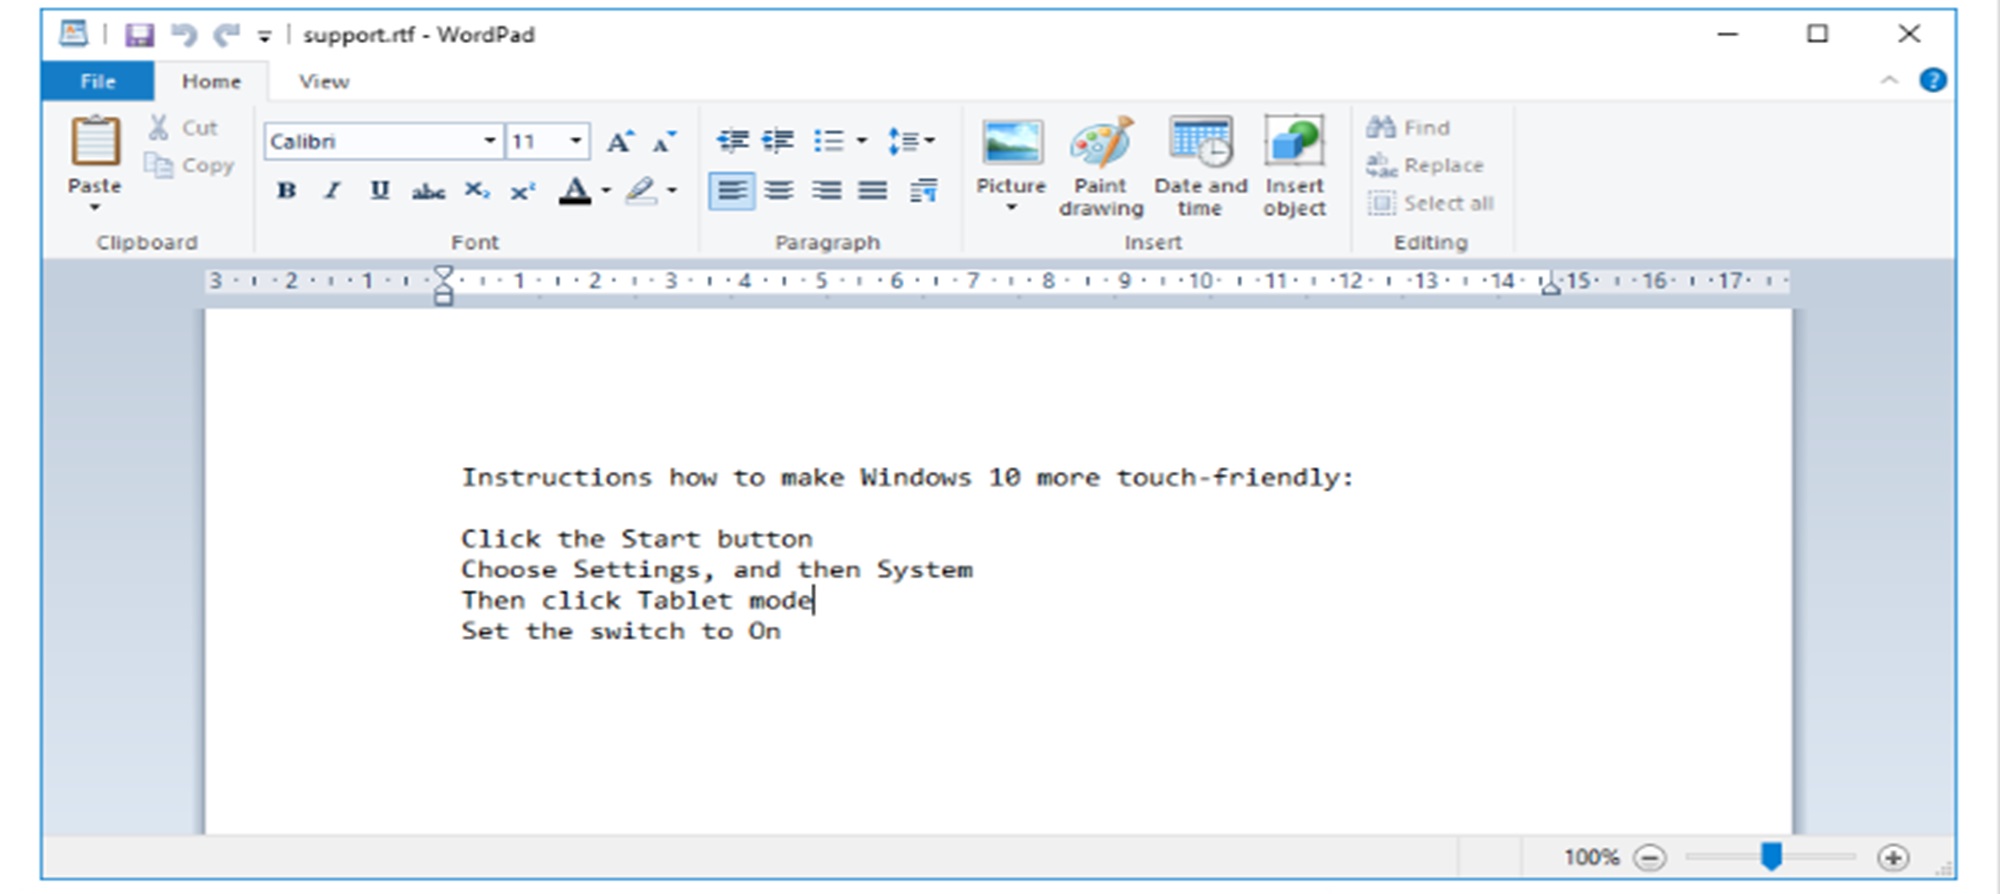 support.rtf - WordPad
File Home View
Paste
Cut
Copy
Clipboard
Calibri 11
B I U abc X₂ x² A
Font
Paragraph
Picture
Paint drawing
Date and time
Insert object
Insert
Find
Replace
Select all
Editing
3 2 1 1 2 3 4 5 6 7 8 9 10 11 12 13 14 15 16 17
Instructions how to make Windows 10 more touch-friendly:
Click the Start button
Choose Settings, and then System
Then click Tablet mode
Set the switch to On
100%